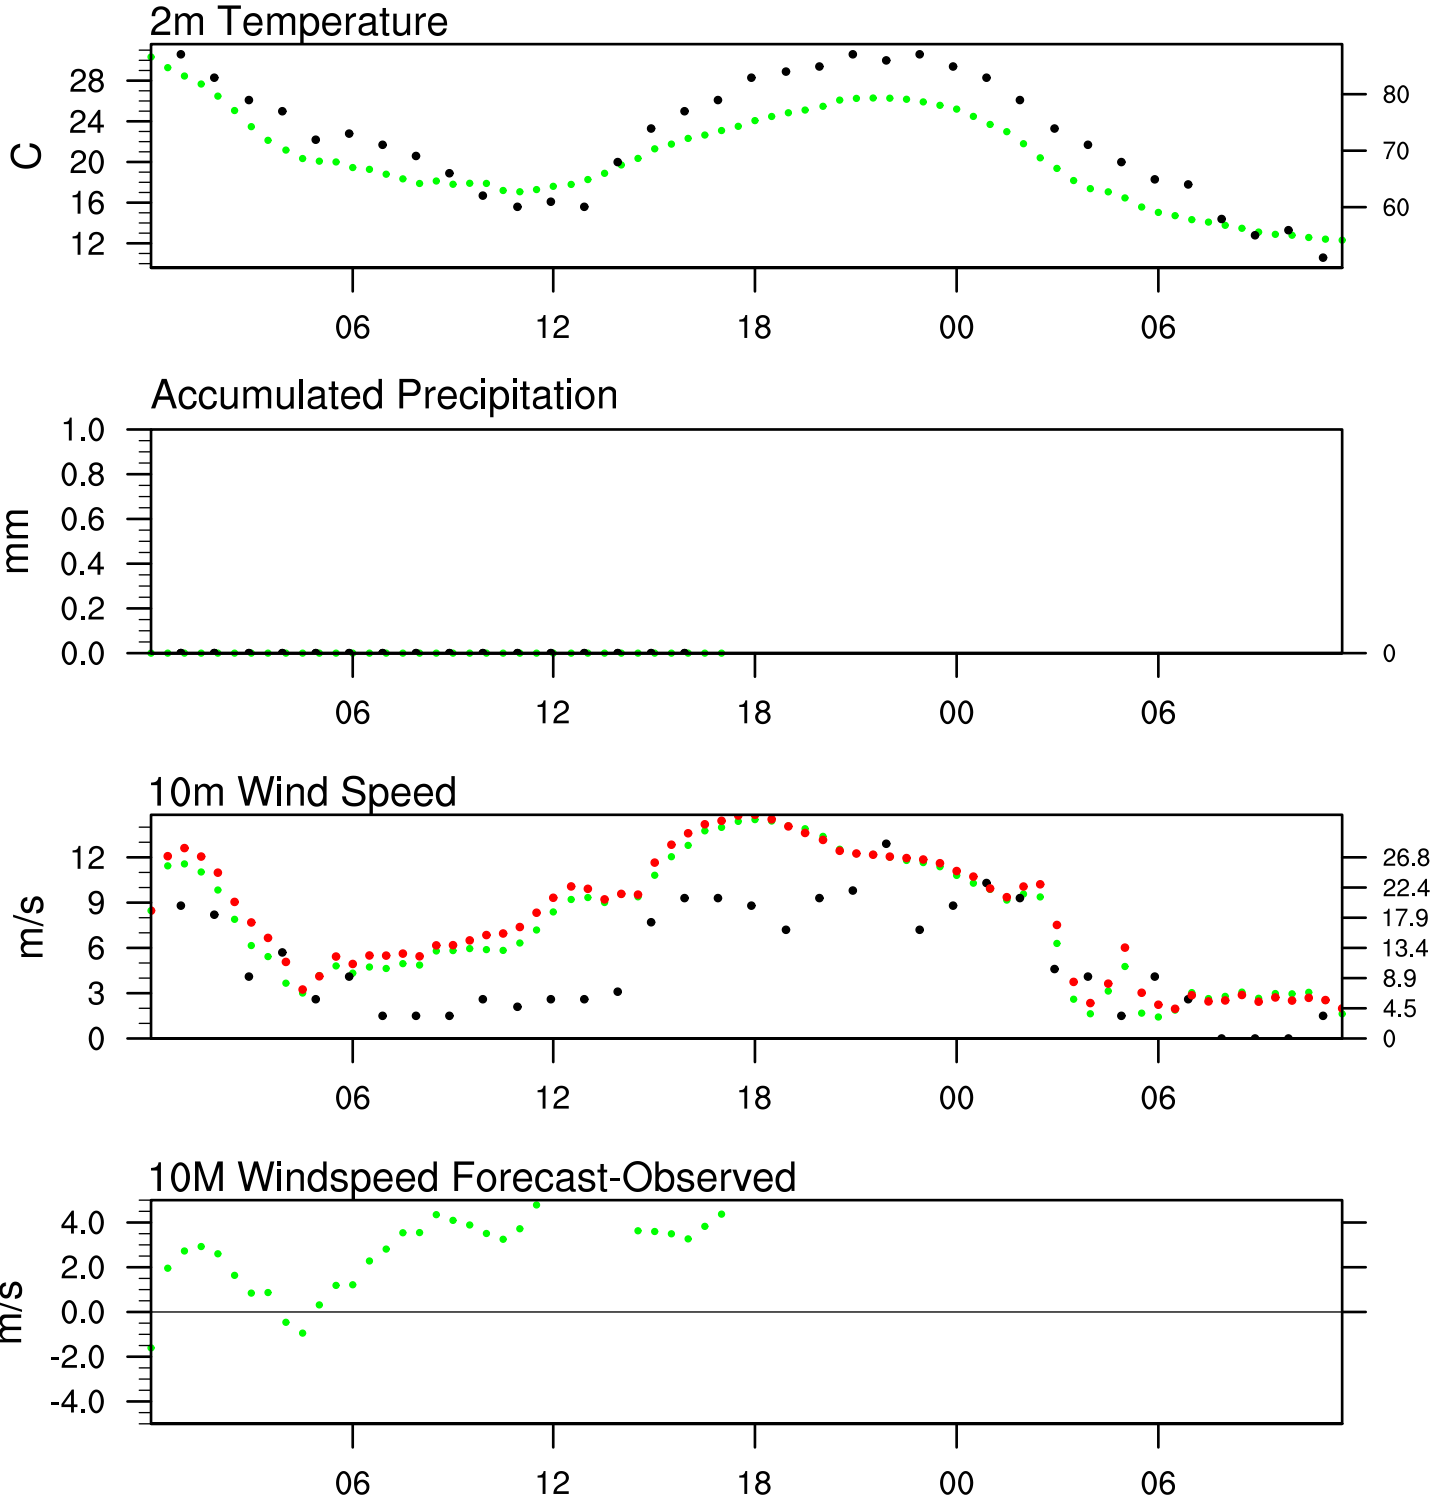 2m Temperature
28
24
20
16
12
C
80
70
60
06 12 18 00 06
Accumulated Precipitation
1.0
0.8
0.6
0.4
0.2
0.0
mm
0
06 12 18 00 06
10m Wind Speed
12
9
6
3
0
m/s
26.8
22.4
17.9
13.4
8.9
4.5
0
06 12 18 00 06
10M Windspeed Forecast-Observed
4.0
2.0
0.0
-2.0
-4.0
m/s
06 12 18 00 06